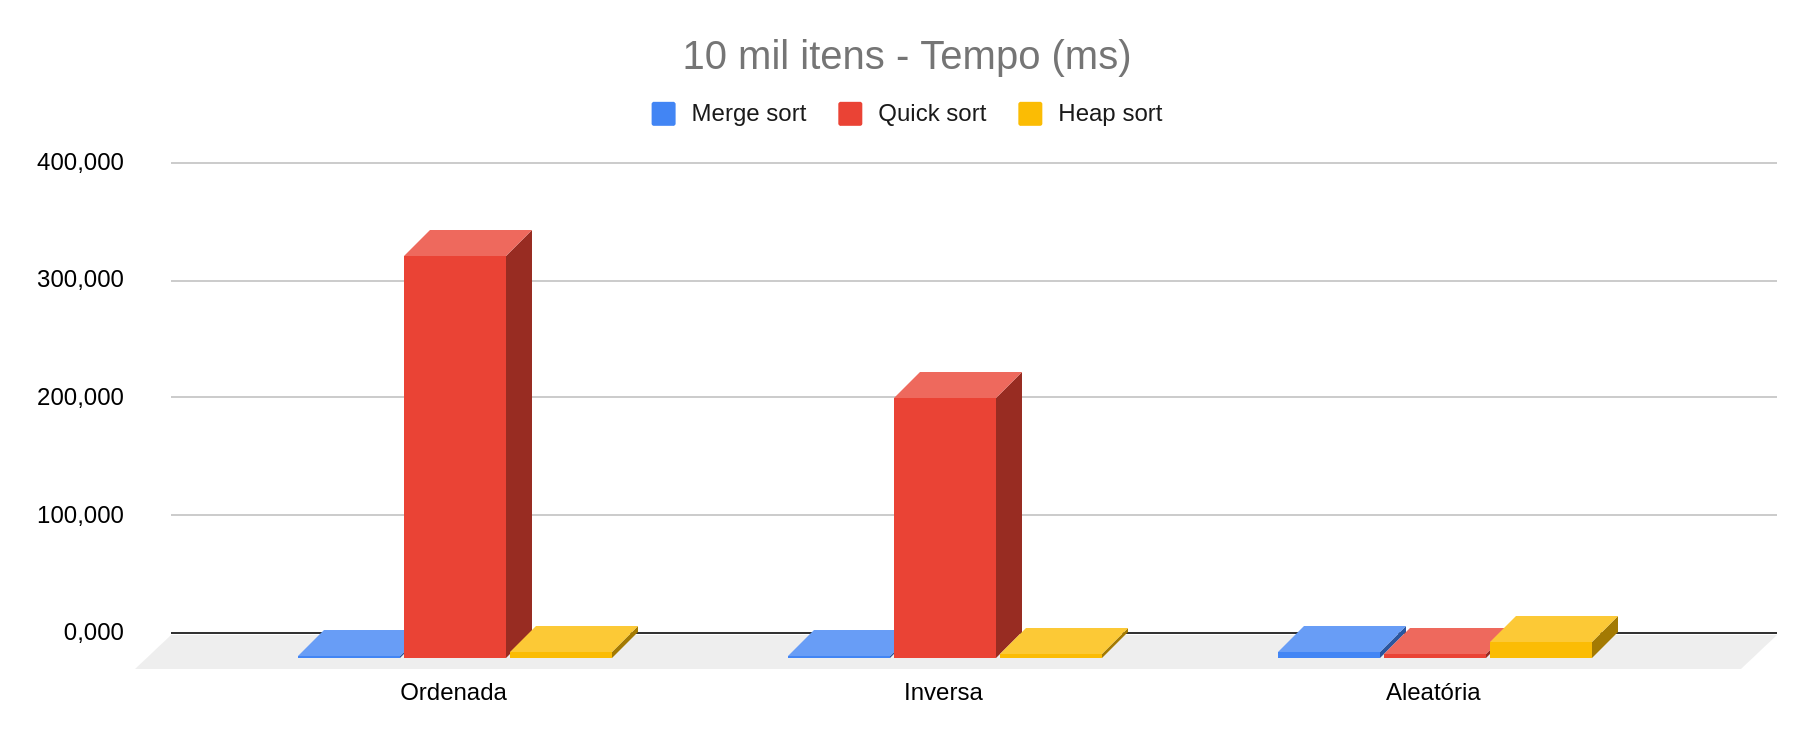 10 mil itens - Tempo (ms)
Merge sort Quick sort Heap sort
400,000
300,000
200,000
100,000
0,000
Ordenada Inversa Aleatória